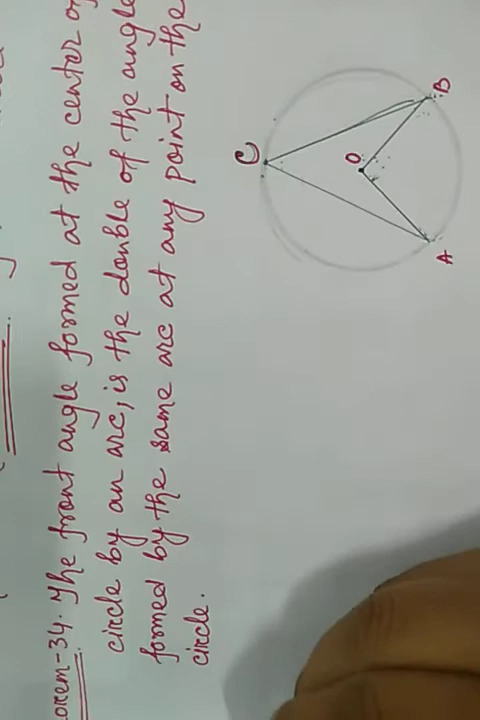 orem-34. The front angle formed at the center of
circle by an arc, is the double of the angle
formed by the same arc at any point on the
circle.
C
O
B
A